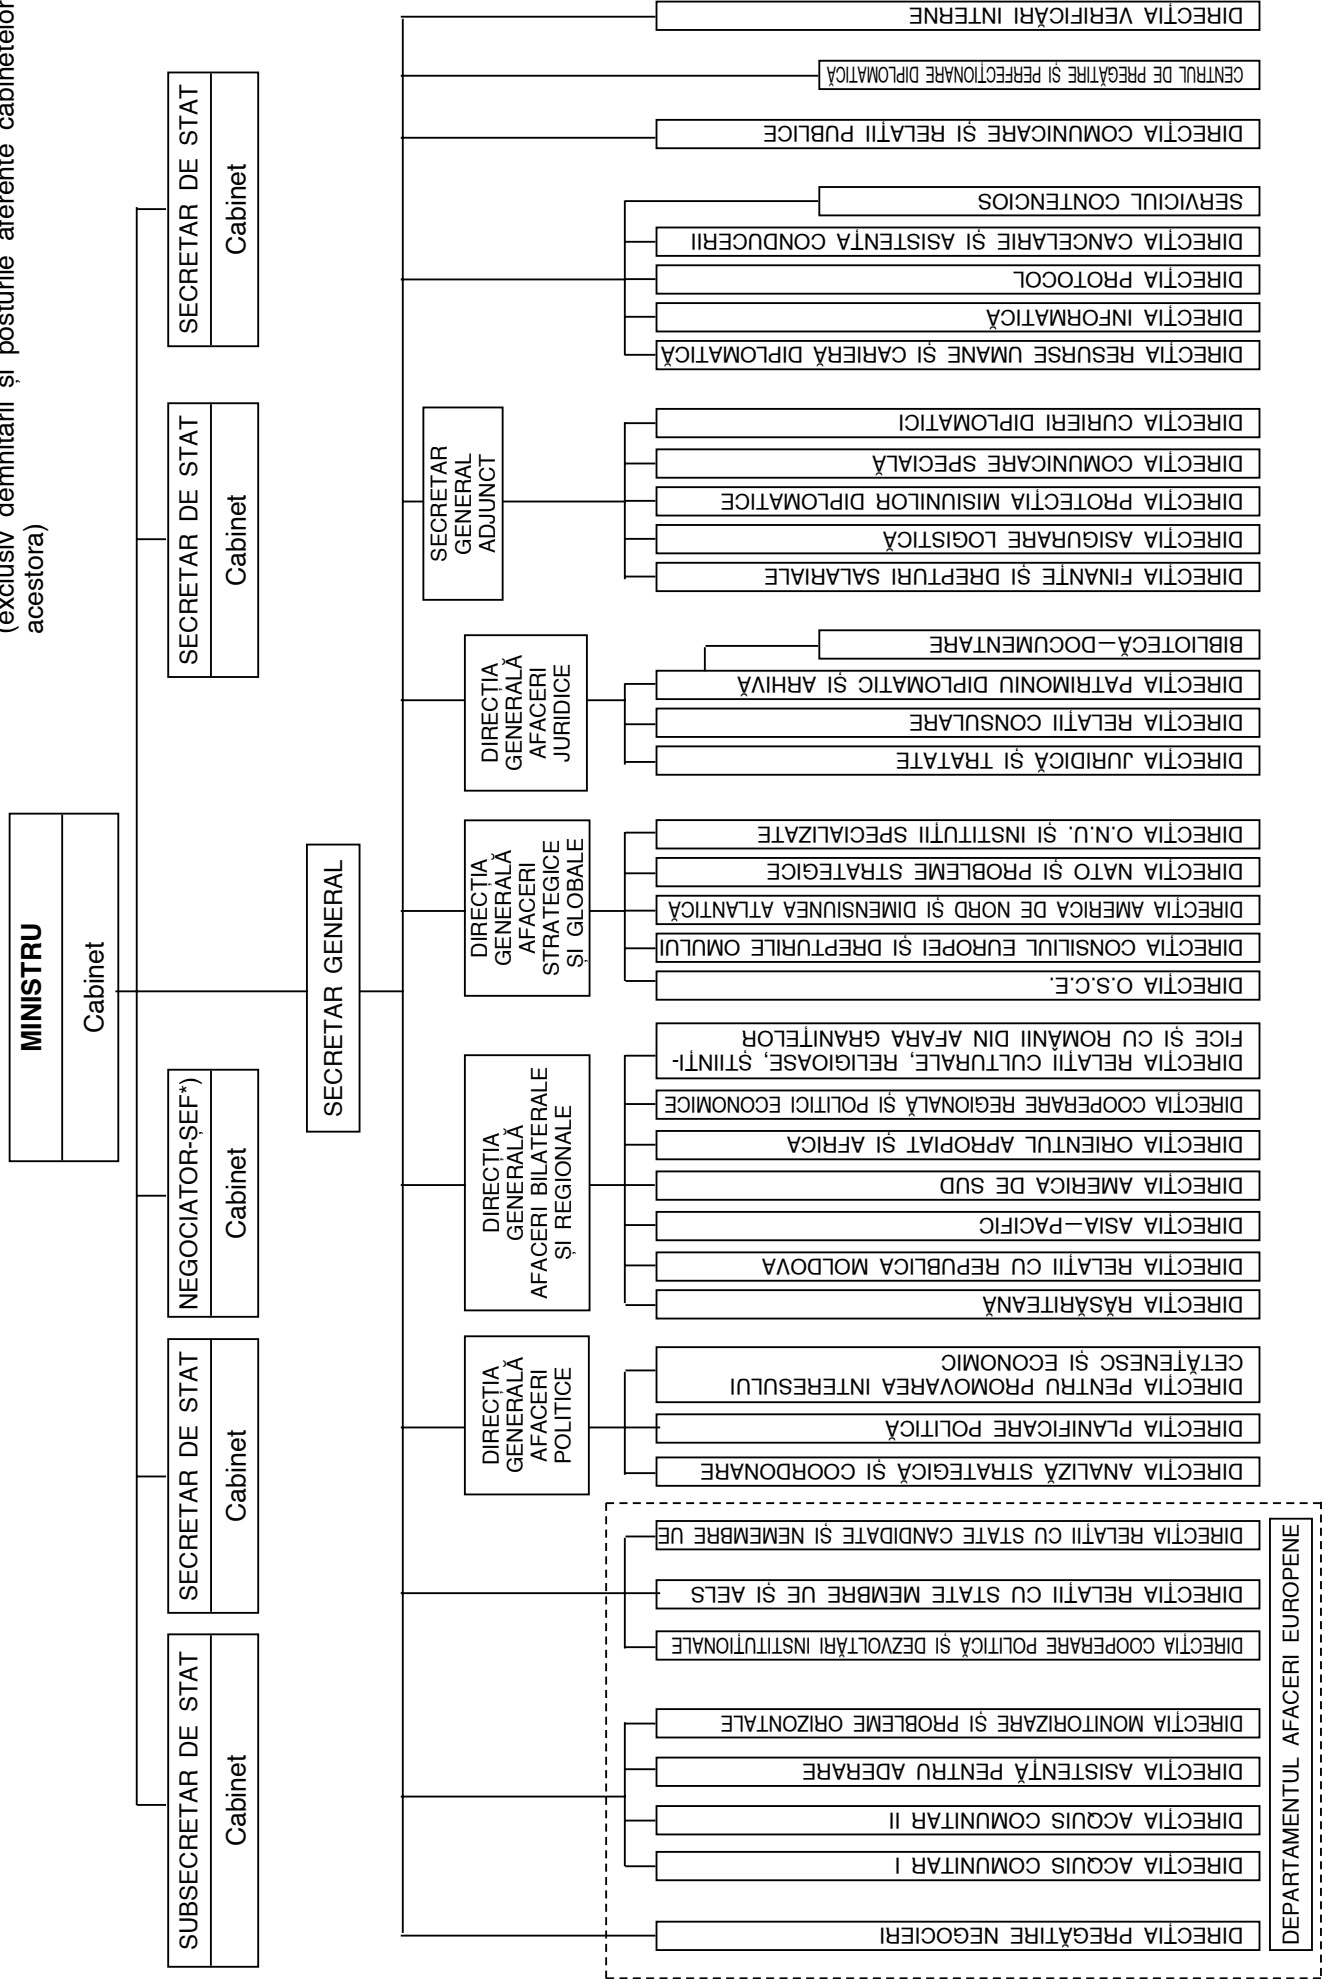 (exclusiv demnitarii și posturile aferente cabinetelor
acestora)
MINISTRU
Cabinet
SUBSECRETAR DE STAT
Cabinet
SECRETAR DE STAT
Cabinet
NEGOCIATOR-ȘEF*)
Cabinet
SECRETAR DE STAT
Cabinet
SECRETAR DE STAT
Cabinet
SECRETAR GENERAL
DIRECȚIA
GENERALĂ
AFACERI
POLITICE
DIRECȚIA
GENERALĂ
AFACERI BILATERALE
ȘI REGIONALE
DIRECȚIA
GENERALĂ
AFACERI
STRATEGICE
ȘI GLOBALE
DIRECȚIA
GENERALĂ
AFACERI
JURIDICE
SECRETAR
GENERAL
ADJUNCT
DIRECȚIA PREGĂTIRE NEGOCIERI
DIRECȚIA ACQUIS COMUNITAR I
DIRECȚIA ACQUIS COMUNITAR II
DIRECȚIA ASISTENȚĂ PENTRU ADERARE
DIRECȚIA MONITORIZARE ȘI PROBLEME ORIZONTALE
DIRECȚIA COOPERARE POLITICĂ ȘI DEZVOLTĂRI INSTITUȚIONALE
DIRECȚIA RELAȚII CU STATE MEMBRE UE ȘI AELS
DIRECȚIA RELAȚII CU STATE CANDIDATE ȘI NEMEMBRE UE
DEPARTAMENTUL AFACERI EUROPENE
DIRECȚIA ANALIZĂ STRATEGICĂ ȘI COORDONARE
DIRECȚIA PLANIFICARE POLITICĂ
DIRECȚIA PENTRU PROMOVAREA INTERESULUI
CETĂȚENESC ȘI ECONOMIC
DIRECȚIA RĂSĂRITEANĂ
DIRECȚIA RELAȚII CU REPUBLICA MOLDOVA
DIRECȚIA ASIA—PACIFIC
DIRECȚIA AMERICA DE SUD
DIRECȚIA ORIENTUL APROPIAT ȘI AFRICA
DIRECȚIA COOPERARE REGIONALĂ ȘI POLITICI ECONOMICE
DIRECȚIA RELAȚII CULTURALE, RELIGIOASE, ȘTIINȚI-
FICE ȘI CU ROMÂNII DIN AFARA GRANIȚELOR
DIRECȚIA O.S.C.E.
DIRECȚIA CONSILIUL EUROPEI ȘI DREPTURILE OMULUI
DIRECȚIA AMERICA DE NORD ȘI DIMENSIUNEA ATLANTICĂ
DIRECȚIA NATO ȘI PROBLEME STRATEGICE
DIRECȚIA O.N.U. ȘI INSTITUȚII SPECIALIZATE
DIRECȚIA JURIDICĂ ȘI TRATATE
DIRECȚIA RELAȚII CONSULARE
DIRECȚIA PATRIMONIU DIPLOMATIC ȘI ARHIVĂ
BIBLIOTECĂ—DOCUMENTARE
DIRECȚIA FINANȚE ȘI DREPTURI SALARIALE
DIRECȚIA ASIGURARE LOGISTICĂ
DIRECȚIA PROTECȚIA MISIUNILOR DIPLOMATICE
DIRECȚIA COMUNICARE SPECIALĂ
DIRECȚIA CURIERI DIPLOMATICI
DIRECȚIA RESURSE UMANE ȘI CARIERĂ DIPLOMATICĂ
DIRECȚIA INFORMATICĂ
DIRECȚIA PROTOCOL
DIRECȚIA CANCELARIE ȘI ASISTENȚA CONDUCERII
SERVICIUL CONTENCIOS
DIRECȚIA COMUNICARE ȘI RELAȚII PUBLICE
CENTRUL DE PREGĂTIRE ȘI PERFECȚIONARE DIPLOMATICĂ
DIRECȚIA VERIFICĂRI INTERNE